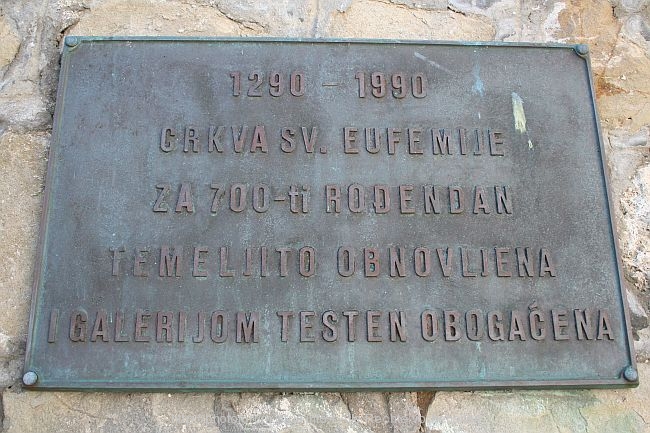 1290 - 1990
CRKVA SV. EUFEMIJE
ZA 700-ti ROĐENDAN
TEMELJITO OBNOVLJENA
I GALERIJOM TESTEN OBOGAĆENA